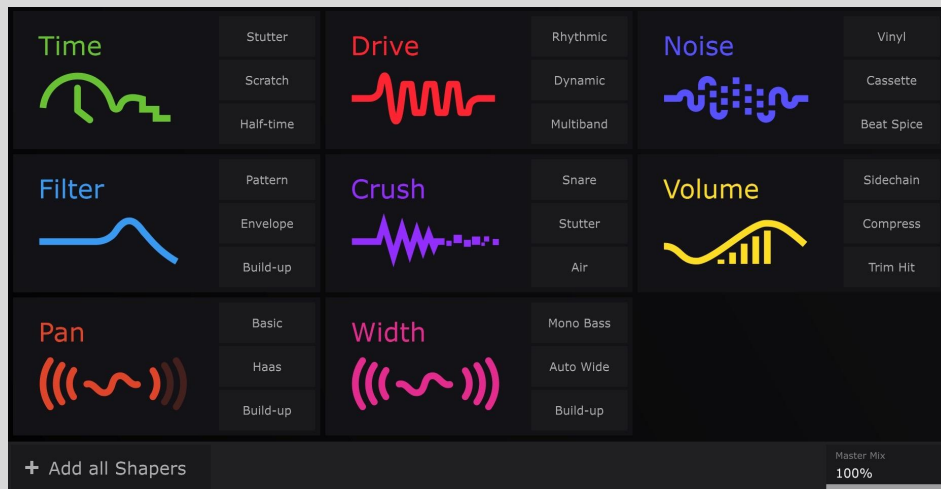 Time
Stutter
Scratch
Half-time
Drive
Rhythmic
Dynamic
Multiband
Noise
Vinyl
Cassette
Beat Spice
Filter
Pattern
Envelope
Build-up
Crush
Snare
Stutter
Air
Volume
Sidechain
Compress
Trim Hit
Pan
Basic
Haas
Build-up
Width
Mono Bass
Auto Wide
Build-up
+ Add all Shapers
Master Mix
100%